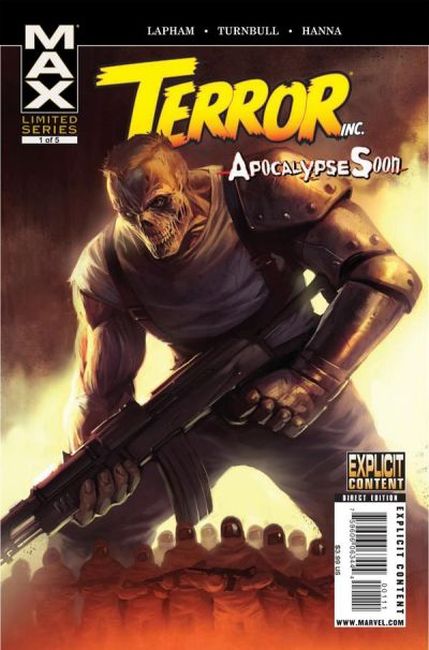 MAX
LIMITED
SERIES
1 of 5
LAPHAM • TURNBULL • HANNA
TERROR INC.
APOCALYPSE SOON
EXPLICIT
CONTENT
DIRECT EDITION
EXPLICIT CONTENT
$3.99 US
00111
WWW.MARVEL.COM